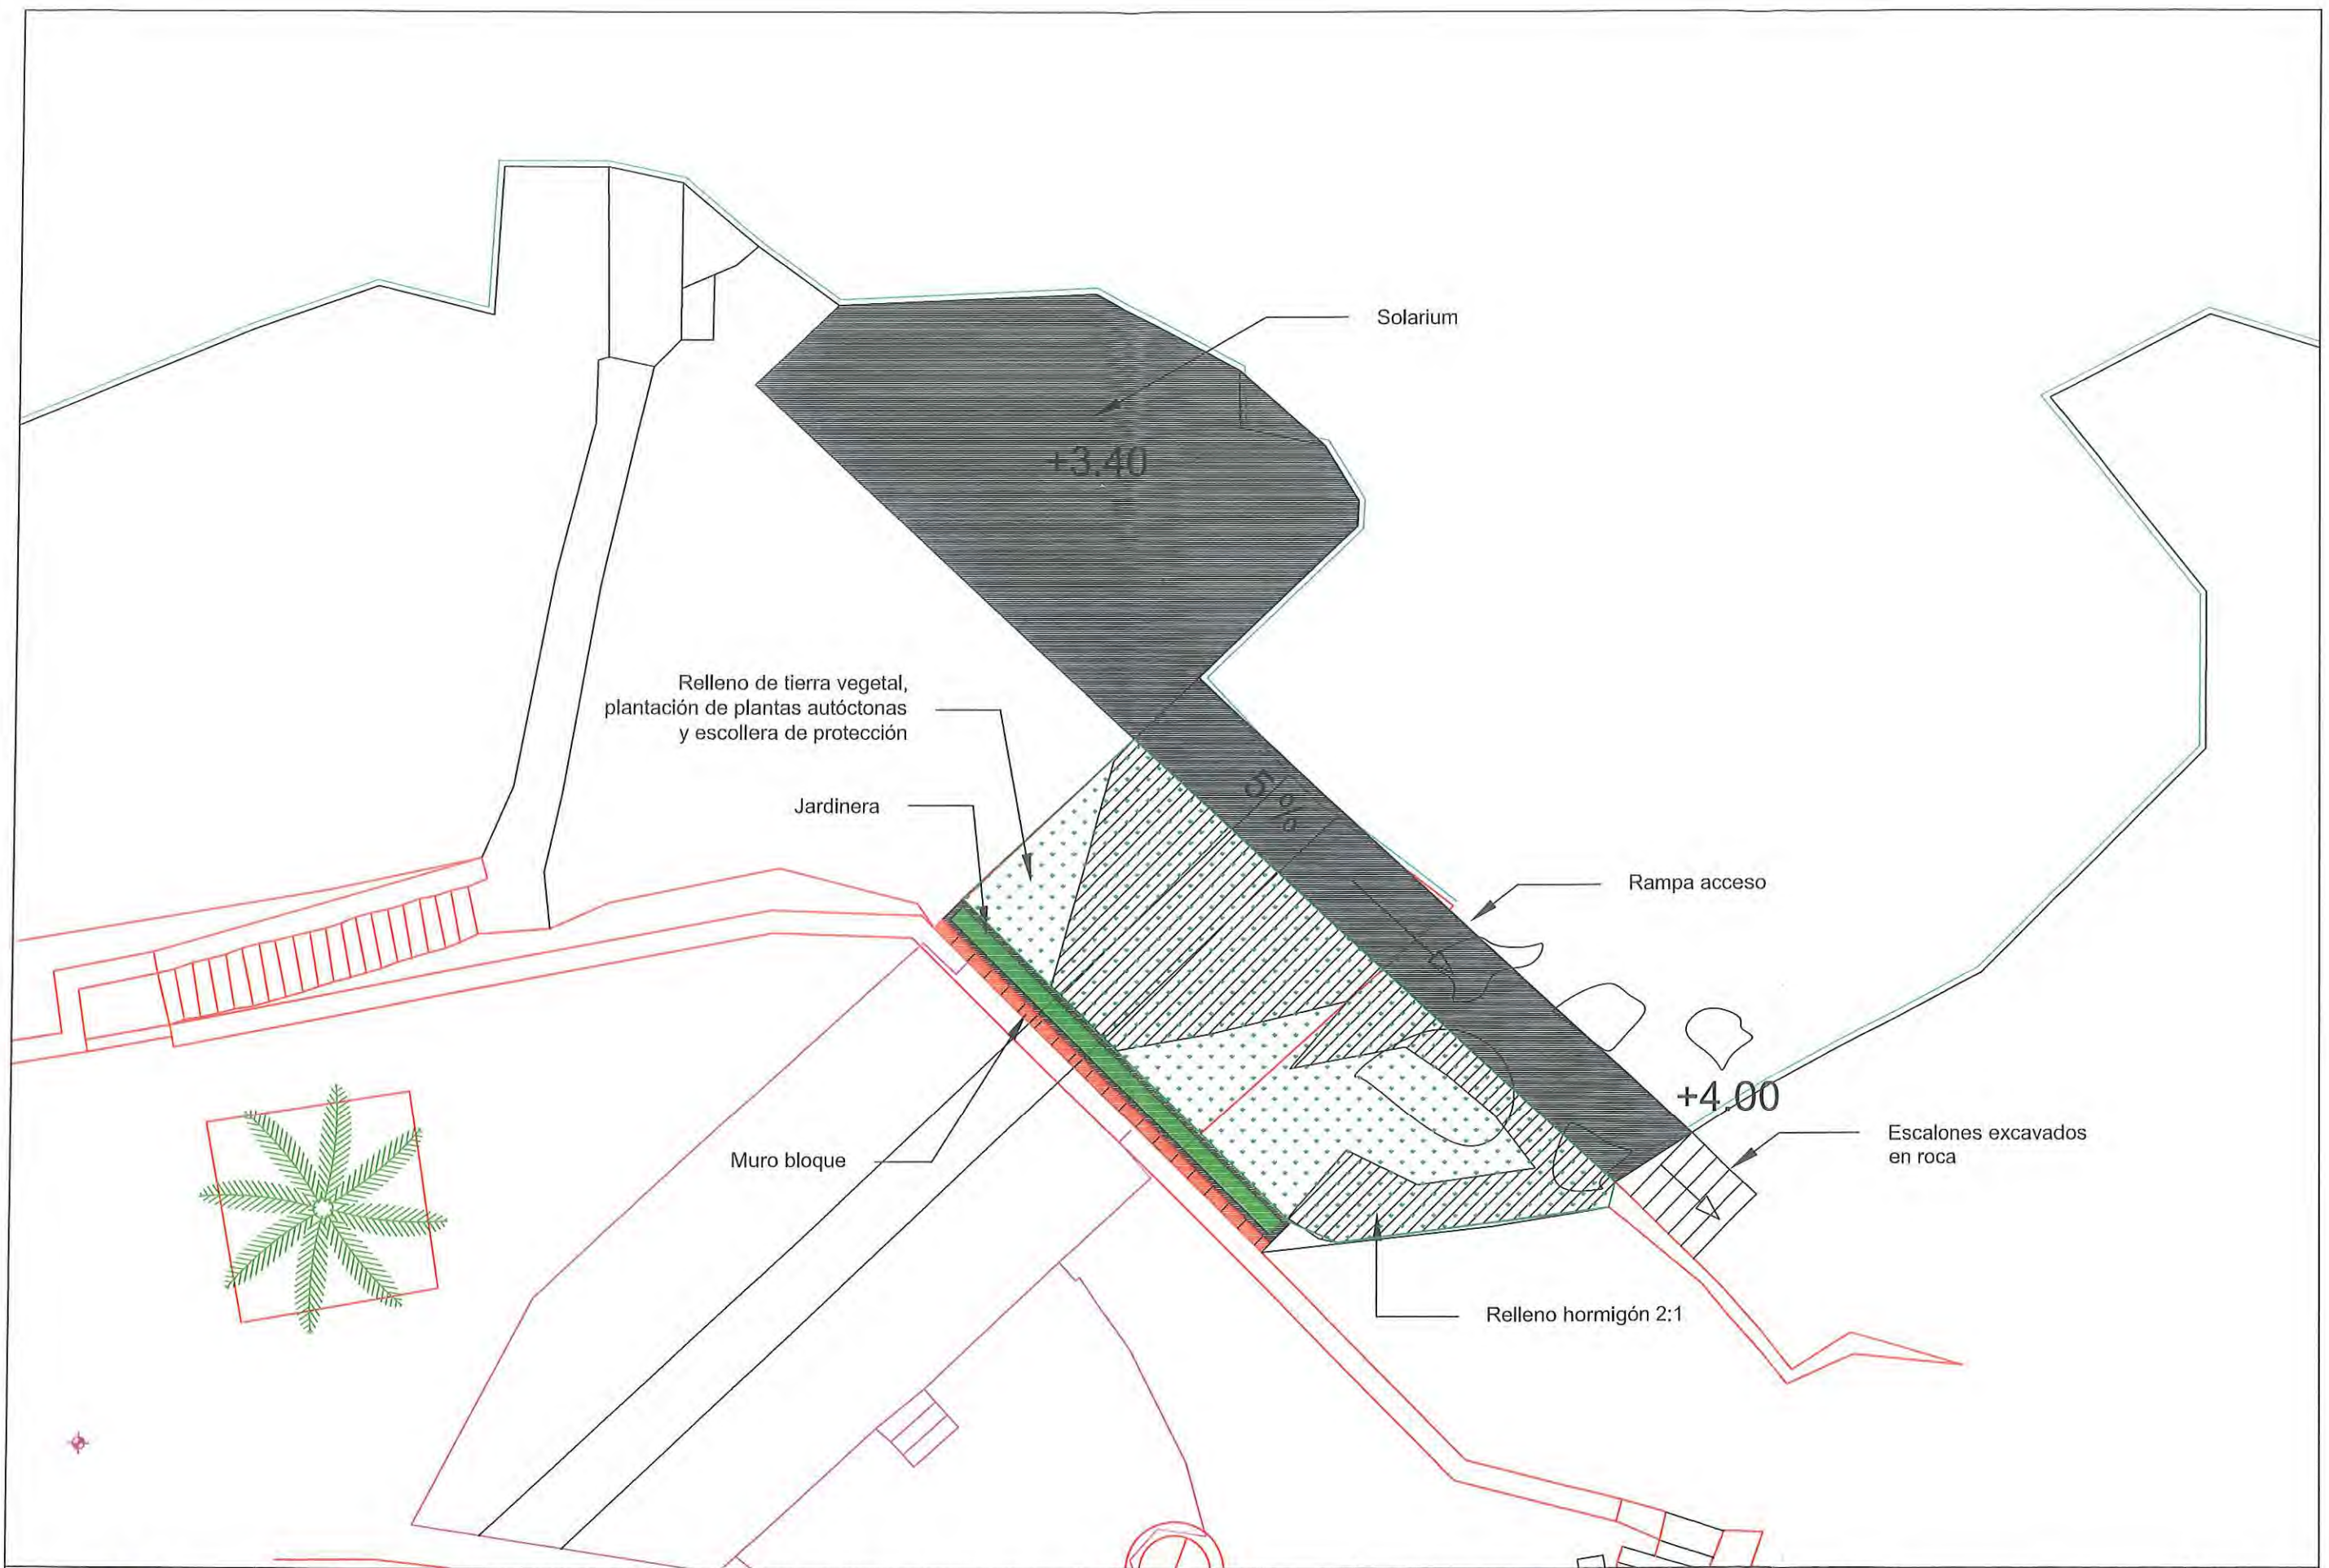 Solarium
+3.40
Relleno de tierra vegetal,
plantación de plantas autóctonas
y escollera de protección
5 %
Jardinera
Rampa acceso
+4.00
Escalones excavados
en roca
Muro bloque
Relleno hormigón 2:1